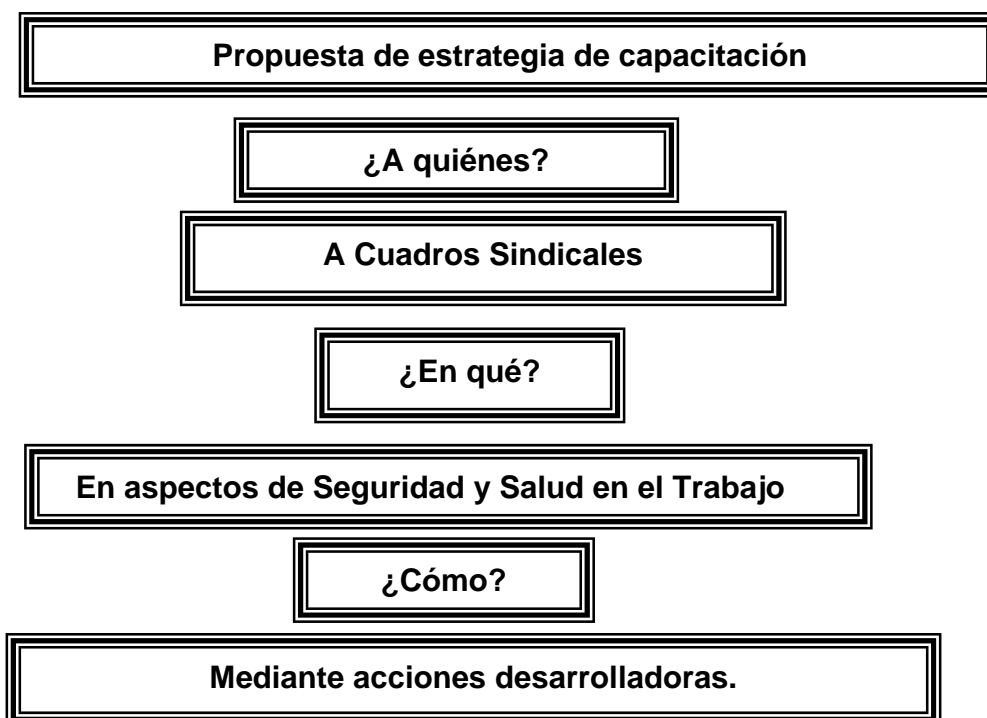 Propuesta de estrategia de capacitación
¿A quiénes?
A Cuadros Sindicales
¿En qué?
En aspectos de Seguridad y Salud en el Trabajo
¿Cómo?
Mediante acciones desarrolladoras.